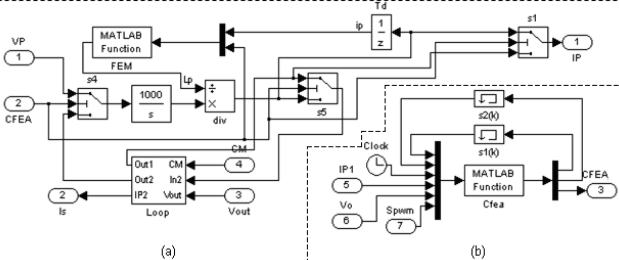 Td
ip
1
z
s1
1
IP
MATLAB
Function
FEM
VP
1
s4
Lp
1000
s
÷
×
div
s5
2
CFEA
s2(k)
s1(k)
Clock
CM
4
Out1
CM
Out2
In2
IP2
Vout
Loop
2
Is
3
Vout
IP1
5
Vo
6
Spwm
7
MATLAB
Function
Cfea
CFEA
3
(a)
(b)